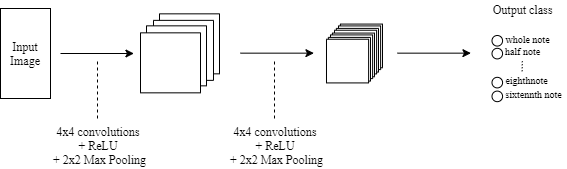 Output class
Input
Image
whole note
half note
eighthnote
sixtennth note
4x4 convolutions
+ ReLU
+ 2x2 Max Pooling
4x4 convolutions
+ ReLU
+ 2x2 Max Pooling